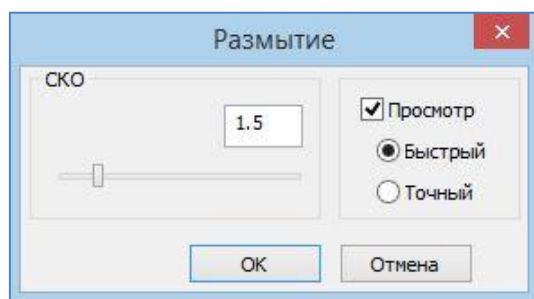 Размытие
СКО
1.5
Просмотр
Быстрый
Точный
OK
Отмена